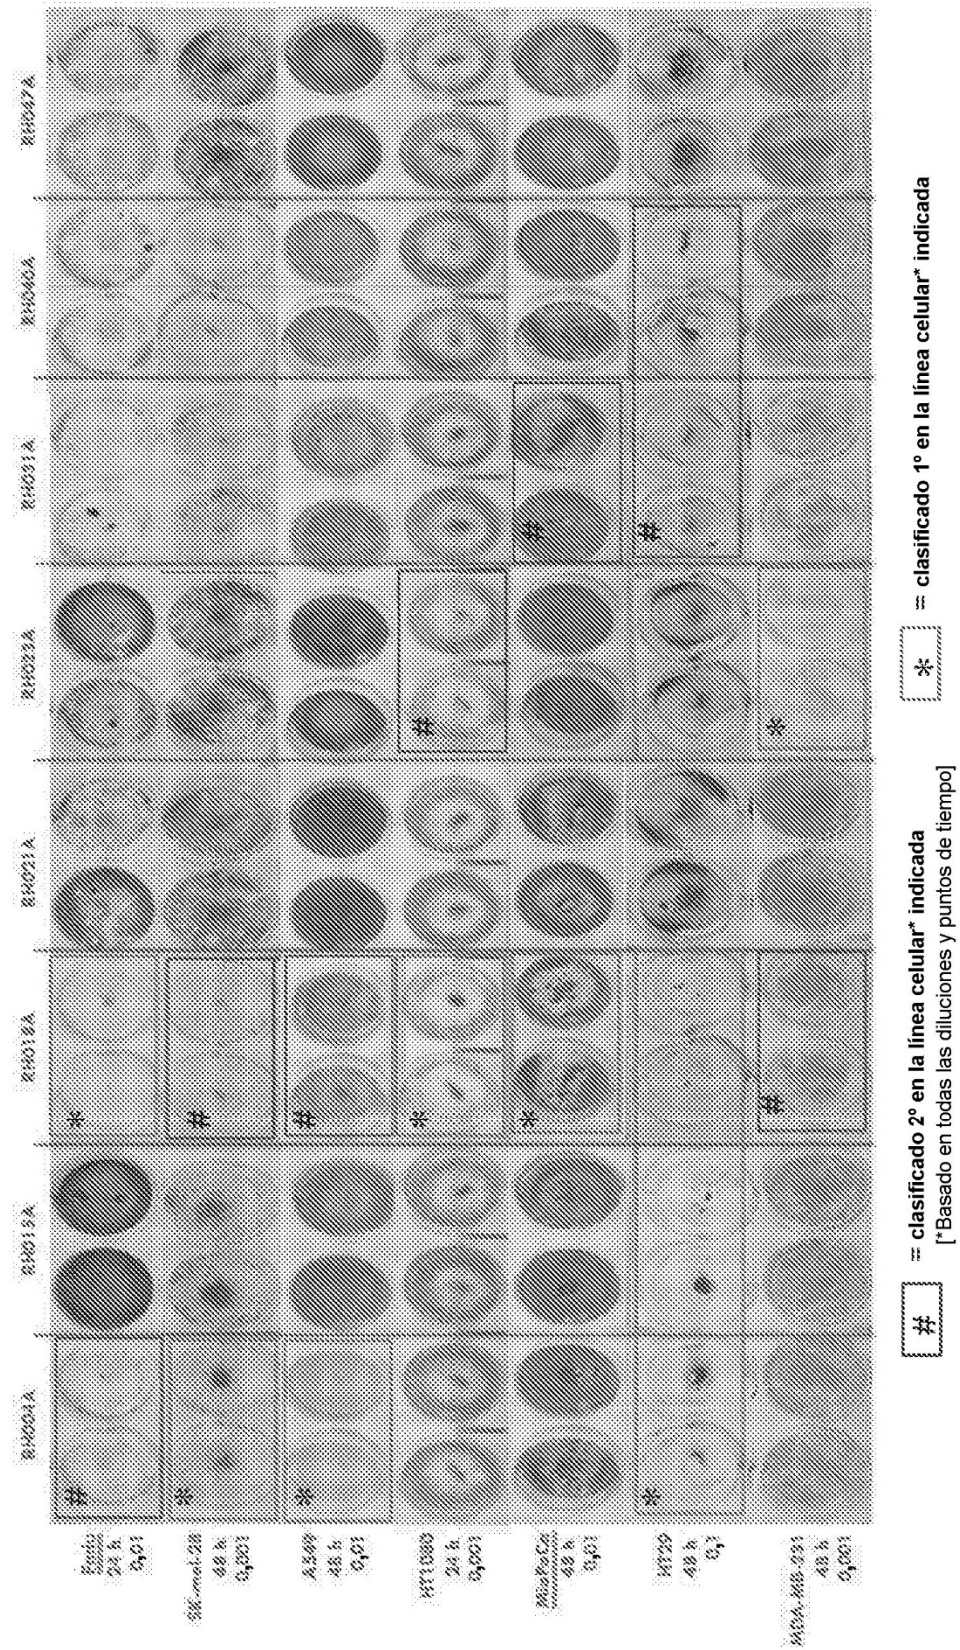 RH004A
RH015A
RH018A
RH021A
RH023A
RH031A
RH040A
RH047A
24 h
0,01
SK-mel-28
48 h
0,001
A549
48 h
0,01
HT1080
24 h
0,001
MiaPaCa
48 h
0,01
HT29
48 h
0,1
MDA-MB-231
48 h
0,001
#
*
*
*
*
#
#
*
*
#
#
*
#
#
# = clasificado 2º en la línea celular* indicada
[*Basado en todas las diluciones y puntos de tiempo]
* = clasificado 1º en la línea celular* indicada